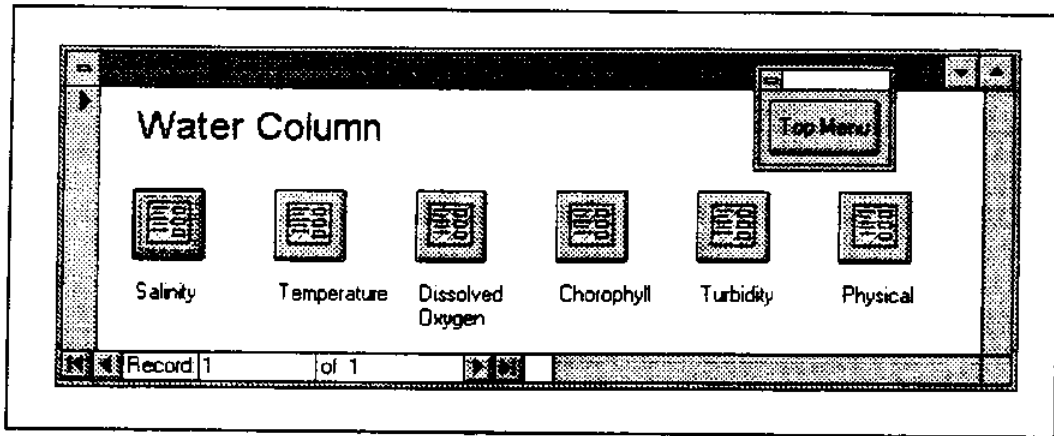 Top Menu
Water Column
Salinity Temperature Dissolved Oxygen Chorophyll Turbidity Physical
Record: 1 of 1